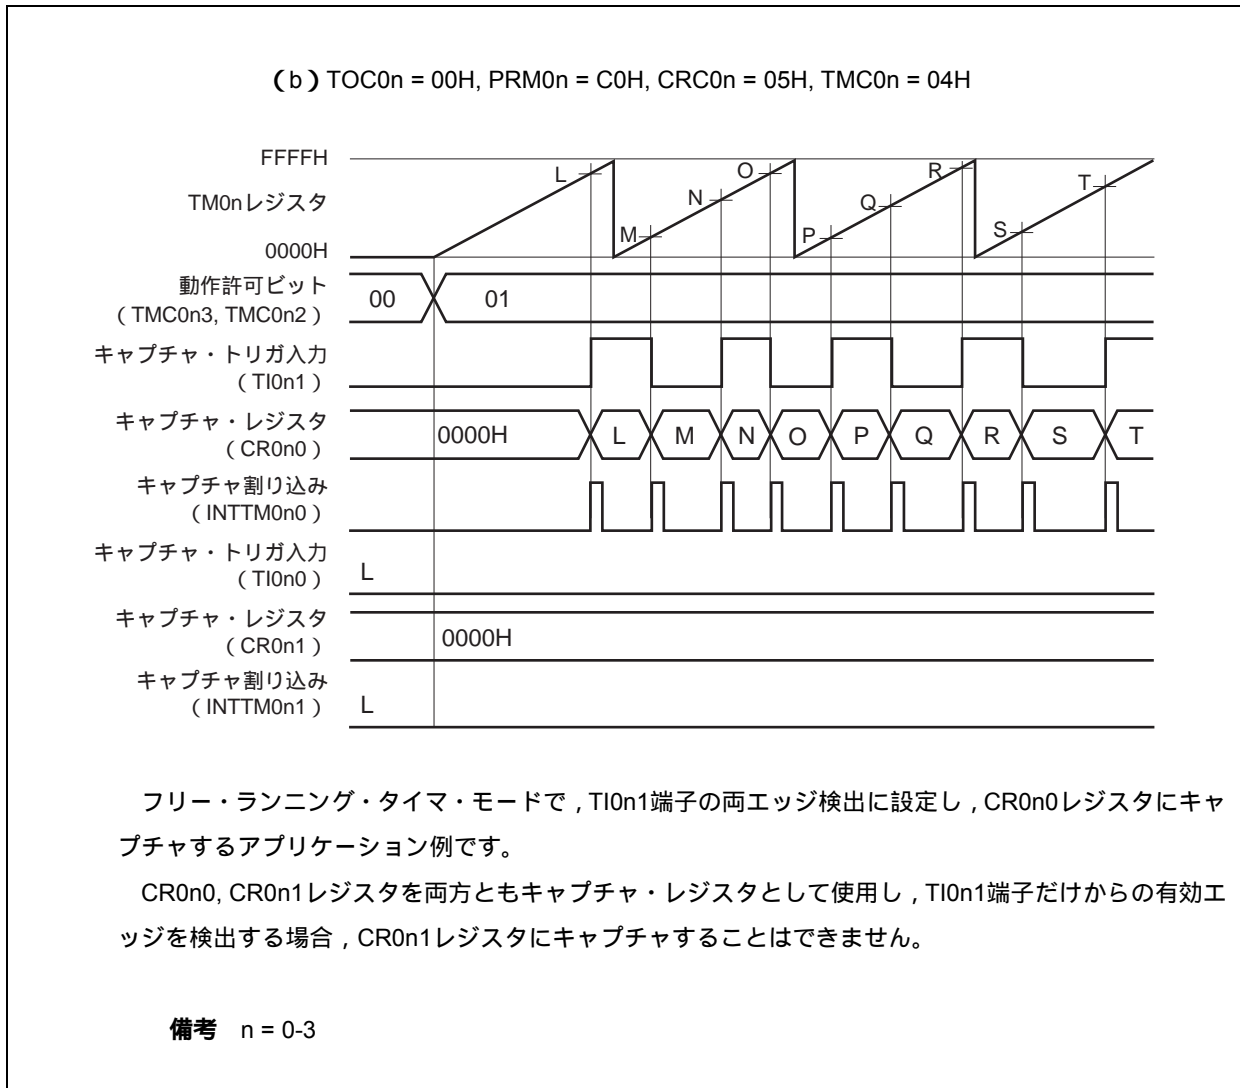 （b）TOC0n = 00H, PRM0n = C0H, CRC0n = 05H, TMC0n = 04H
FFFFH
TM0nレジスタ
0000H
L
M
N
O
P
Q
R
S
T
動作許可ビット
（TMC0n3, TMC0n2）
00
01
キャプチャ・トリガ入力
（TI0n1）
キャプチャ・レジスタ
（CR0n0）
0000H
L
M
N
O
P
Q
R
S
T
キャプチャ割り込み
（INTTM0n0）
キャプチャ・トリガ入力
（TI0n0）
L
キャプチャ・レジスタ
（CR0n1）
0000H
キャプチャ割り込み
（INTTM0n1）
L
フリー・ランニング・タイマ・モードで，TI0n1端子の両エッジ検出に設定し，CR0n0レジスタにキャ
プチャするアプリケーション例です。
CR0n0, CR0n1レジスタを両方ともキャプチャ・レジスタとして使用し，TI0n1端子だけからの有効エ
ッジを検出する場合，CR0n1レジスタにキャプチャすることはできません。
備考 n = 0-3